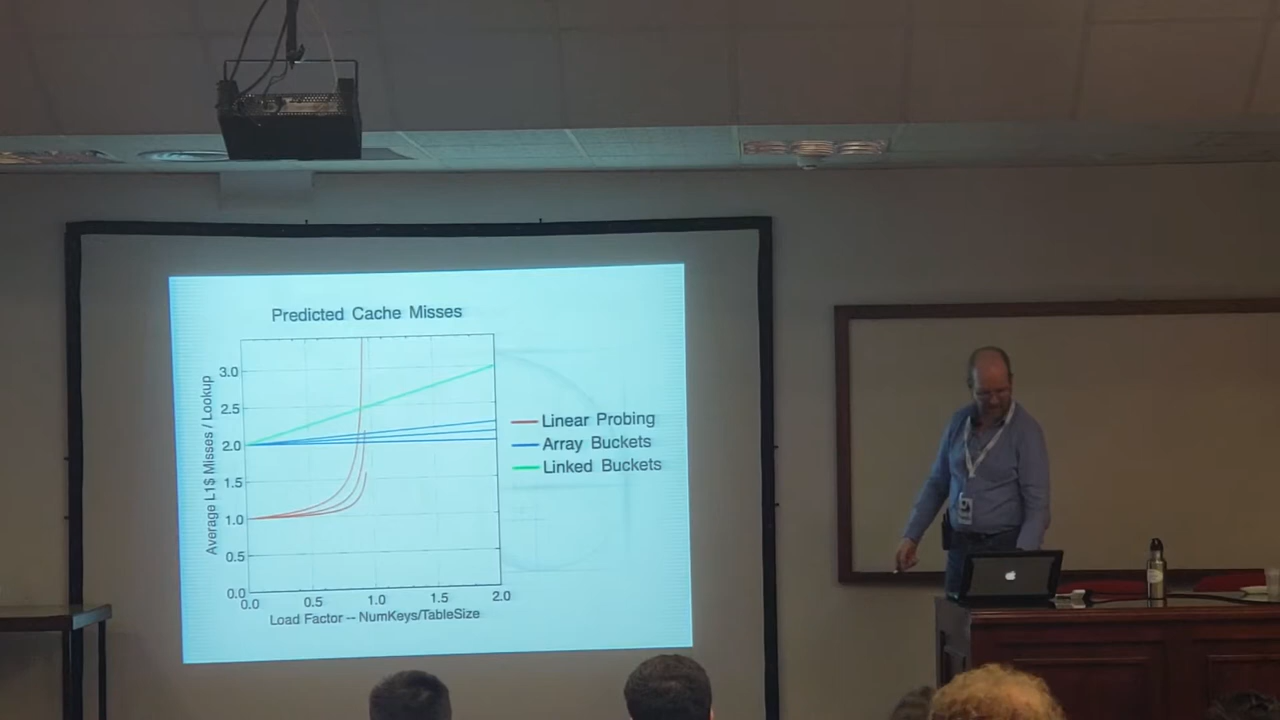 Predicted Cache Misses
3.0
2.5
2.0
1.5
1.0
0.5
0.0
Average L1$ Misses / Lookup
0.0 0.5 1.0 1.5 2.0
Load Factor -- NumKeys/TableSize
Linear Probing
Array Buckets
Linked Buckets